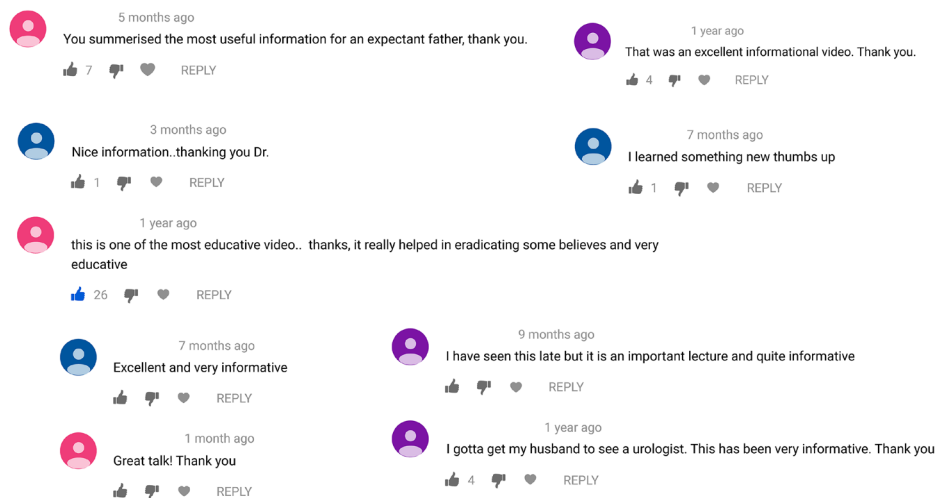 5 months ago
You summerised the most useful information for an expectant father, thank you.
7 REPLY
1 year ago
That was an excellent informational video. Thank you.
4 REPLY
3 months ago
Nice information..thanking you Dr.
1 REPLY
7 months ago
I learned something new thumbs up
1 REPLY
1 year ago
this is one of the most educative video.. thanks, it really helped in eradicating some believes and very
educative
26 REPLY
7 months ago
Excellent and very informative
REPLY
9 months ago
I have seen this late but it is an important lecture and quite informative
REPLY
1 month ago
Great talk! Thank you
REPLY
1 year ago
I gotta get my husband to see a urologist. This has been very informative. Thank you
4 REPLY